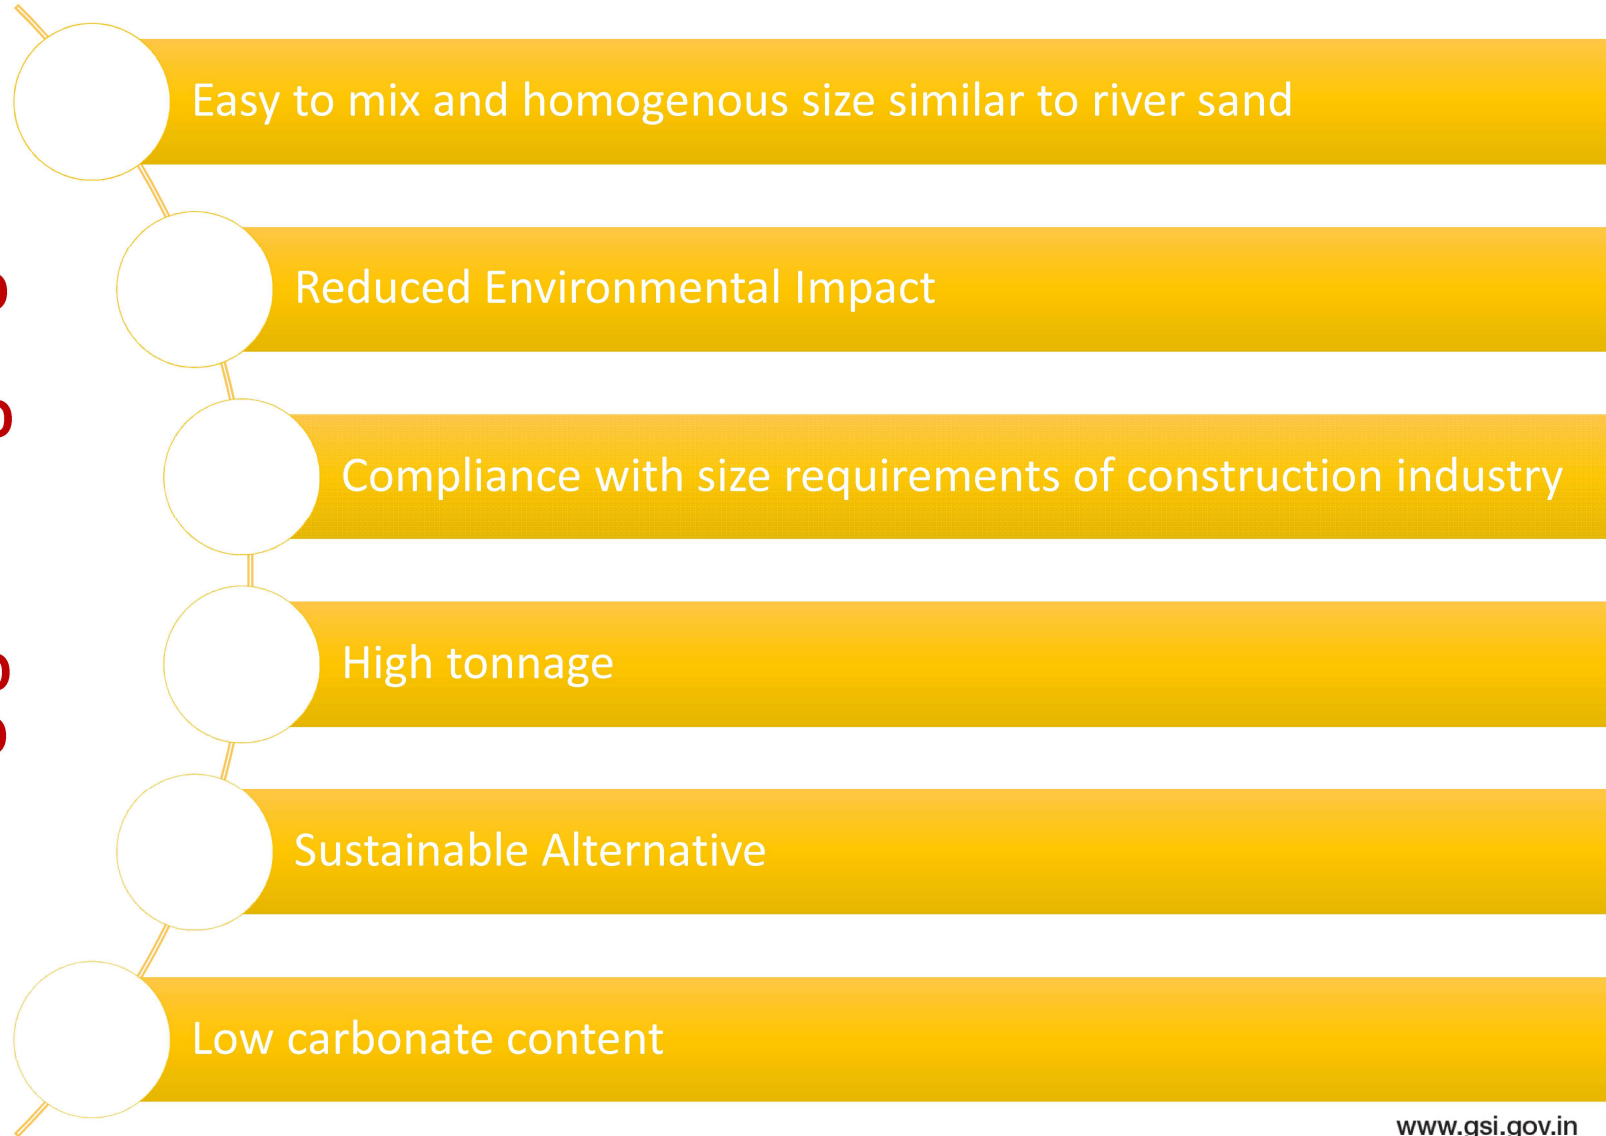 Easy to mix and homogenous size similar to river sand
Reduced Environmental Impact
Compliance with size requirements of construction industry
High tonnage
Sustainable Alternative
Low carbonate content
www.gsi.gov.in